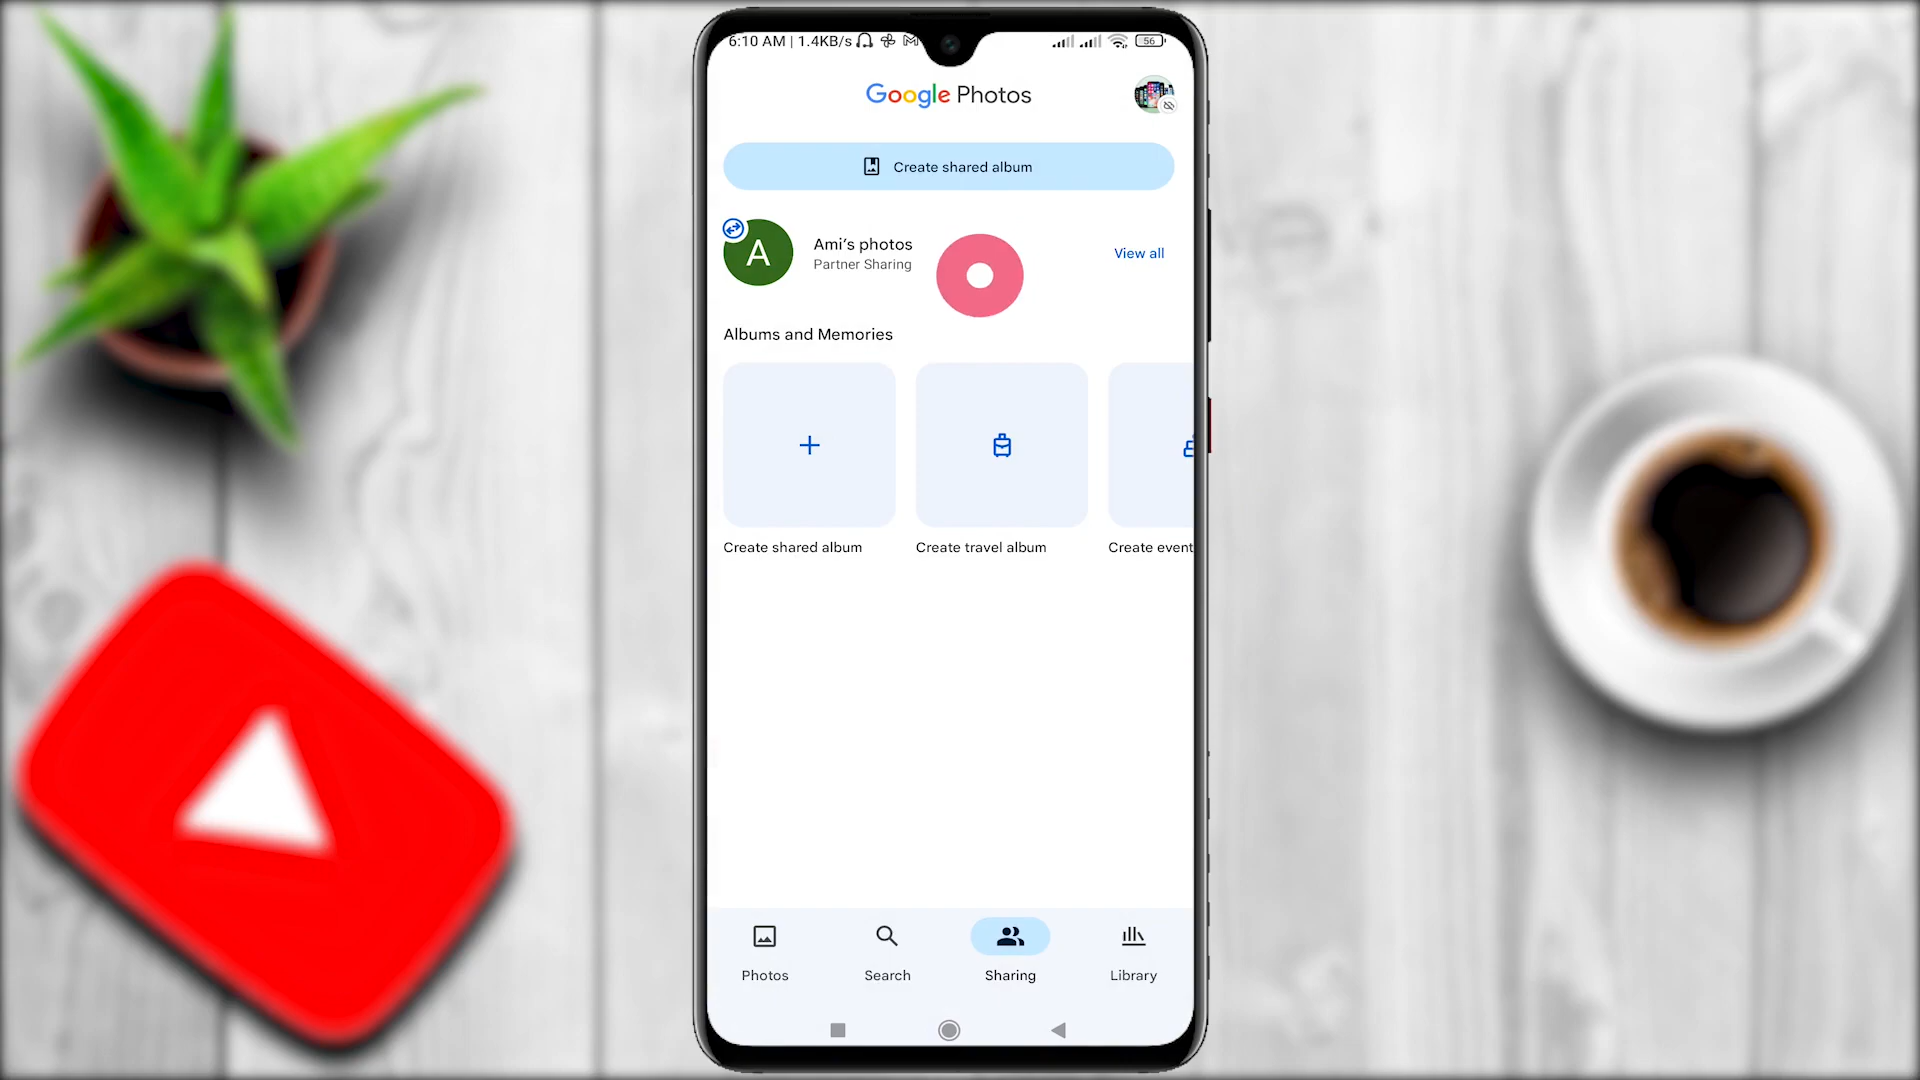 6:10 AM | 1.4KB/s
56
Google Photos
Create shared album
A
Ami's photos
Partner Sharing
View all
Albums and Memories
Create shared album
Create travel album
Create event
Photos
Search
Sharing
Library